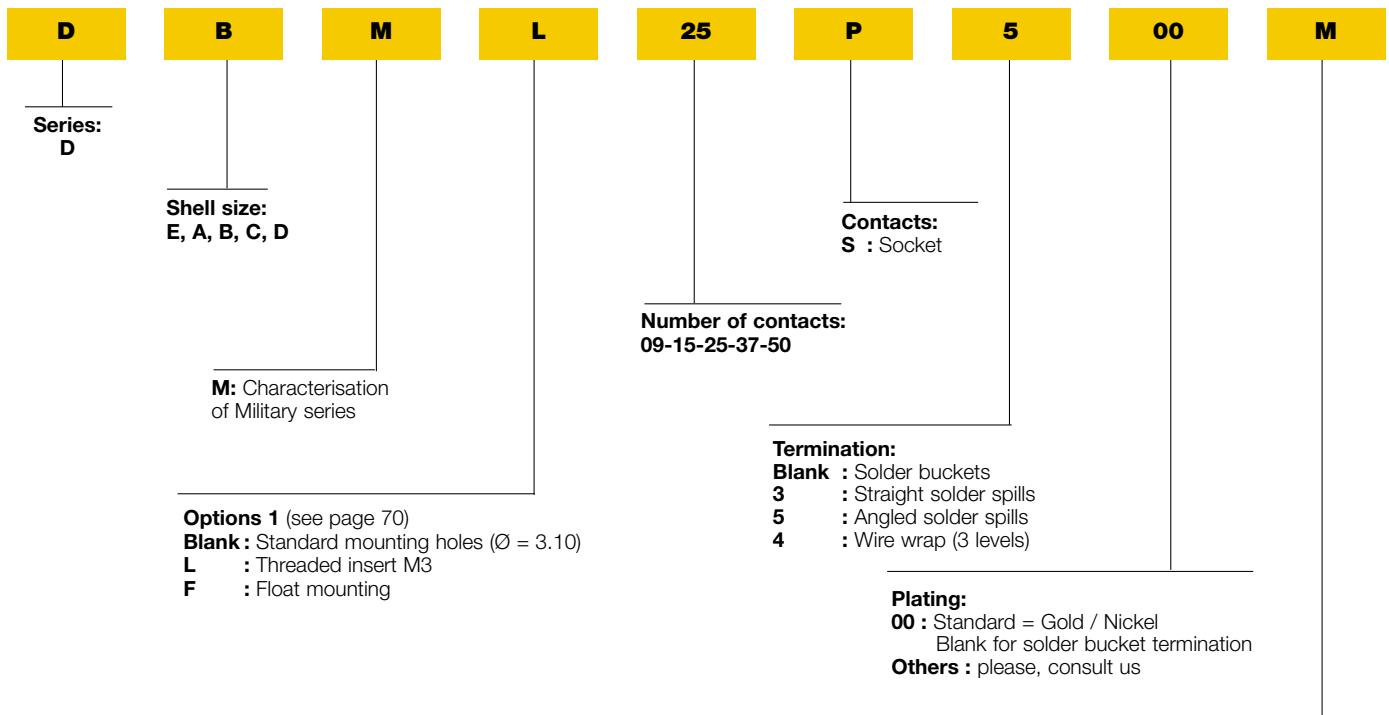 D B M L 25 P 5 00 M
Series:
D
Shell size:
E, A, B, C, D
Contacts:
S : Socket
Number of contacts:
09-15-25-37-50
M: Characterisation
of Military series
Termination:
Blank : Solder buckets
3 : Straight solder spills
5 : Angled solder spills
4 : Wire wrap (3 levels)
Options 1 (see page 70)
Blank : Standard mounting holes (Ø = 3.10)
L : Threaded insert M3
F : Float mounting
Plating:
00 : Standard = Gold / Nickel
Blank for solder bucket termination
Others : please, consult us